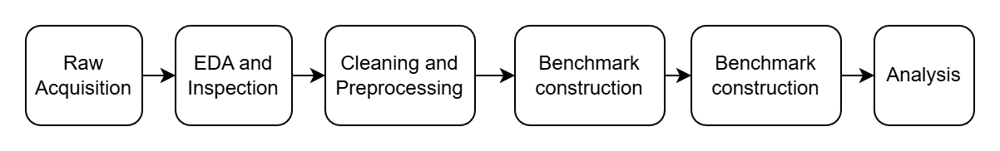 Raw
Acquisition
EDA and
Inspection
Cleaning and
Preprocessing
Benchmark
construction
Benchmark
construction
Analysis